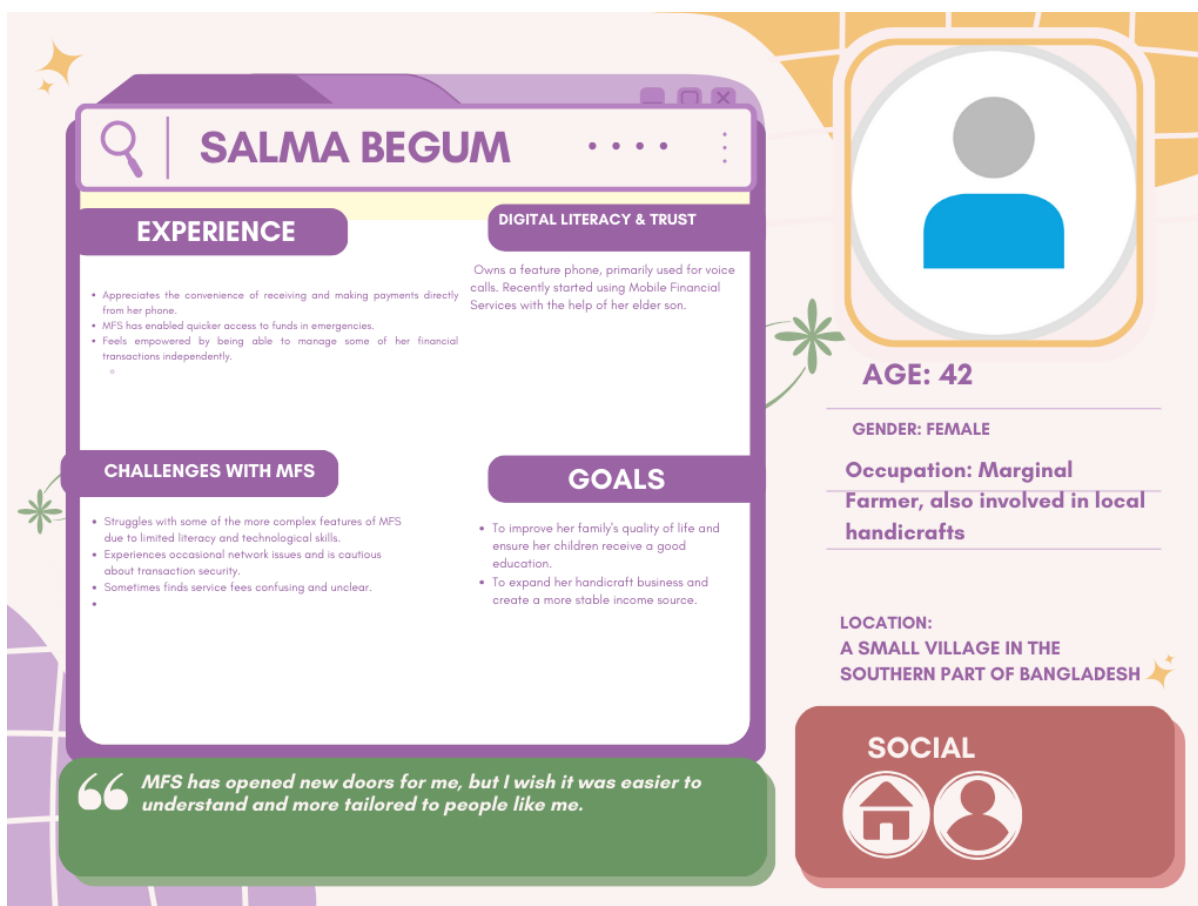 SALMA BEGUM
EXPERIENCE
Appreciates the convenience of receiving and making payments directly
from her phone.
MFS has enabled quicker access to funds in emergencies.
Feels empowered by being able to manage some of her financial
transactions independently.
DIGITAL LITERACY & TRUST
Owns a feature phone, primarily used for voice
calls. Recently started using Mobile Financial
Services with the help of her elder son.
CHALLENGES WITH MFS
Struggles with some of the more complex features of MFS
due to limited literacy and technological skills.
Experiences occasional network issues and is cautious
about transaction security.
Sometimes finds service fees confusing and unclear.
GOALS
To improve her family's quality of life and
ensure her children receive a good
education.
To expand her handicraft business and
create a more stable income source.
MFS has opened new doors for me, but I wish it was easier to
understand and more tailored to people like me.
AGE: 42
GENDER: FEMALE
Occupation: Marginal
Farmer, also involved in local
handicrafts
LOCATION:
A SMALL VILLAGE IN THE
SOUTHERN PART OF BANGLADESH
SOCIAL